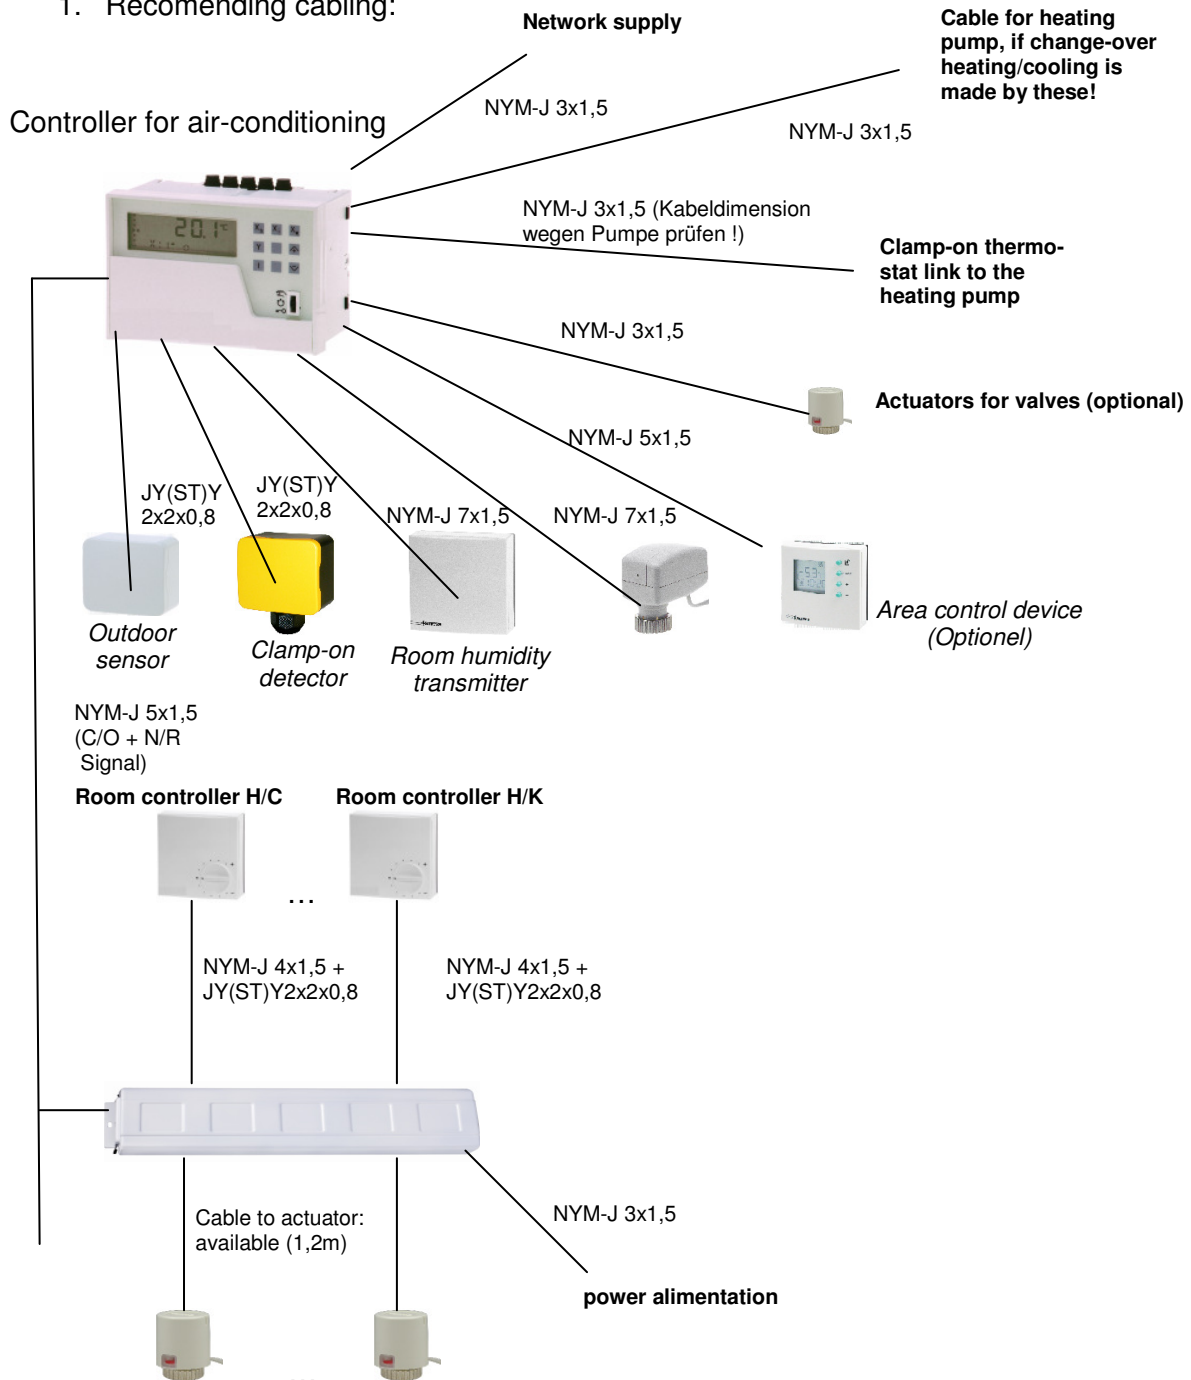 1. Recomending cabling:
Network supply
Cable for heating
pump, if change-over
heating/cooling is
made by these!
NYM-J 3x1,5
Controller for air-conditioning
NYM-J 3x1,5
NYM-J 3x1,5 (Kabeldimension
wegen Pumpe prüfen !)
20.1°C
Clamp-on thermo-
stat link to the
heating pump
NYM-J 3x1,5
Actuators for valves (optional)
NYM-J 5x1,5
JY(ST)Y
2x2x0,8
JY(ST)Y
2x2x0,8
NYM-J 7x1,5
NYM-J 7x1,5
Outdoor
sensor
Clamp-on
detector
Room humidity
transmitter
Area control device
(Optionel)
NYM-J 5x1,5
(C/O + N/R
Signal)
Room controller H/C
Room controller H/K
...
NYM-J 4x1,5 +
JY(ST)Y2x2x0,8
NYM-J 4x1,5 +
JY(ST)Y2x2x0,8
Cable to actuator:
available (1,2m)
NYM-J 3x1,5
power alimentation
...